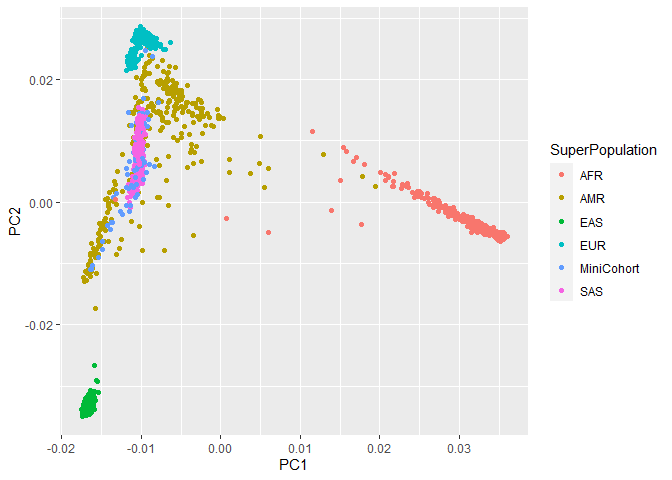 0.02
0.00
-0.02
PC2
-0.02
-0.01
0.00
0.01
0.02
0.03
PC1
SuperPopulation
AFR
AMR
EAS
EUR
MiniCohort
SAS